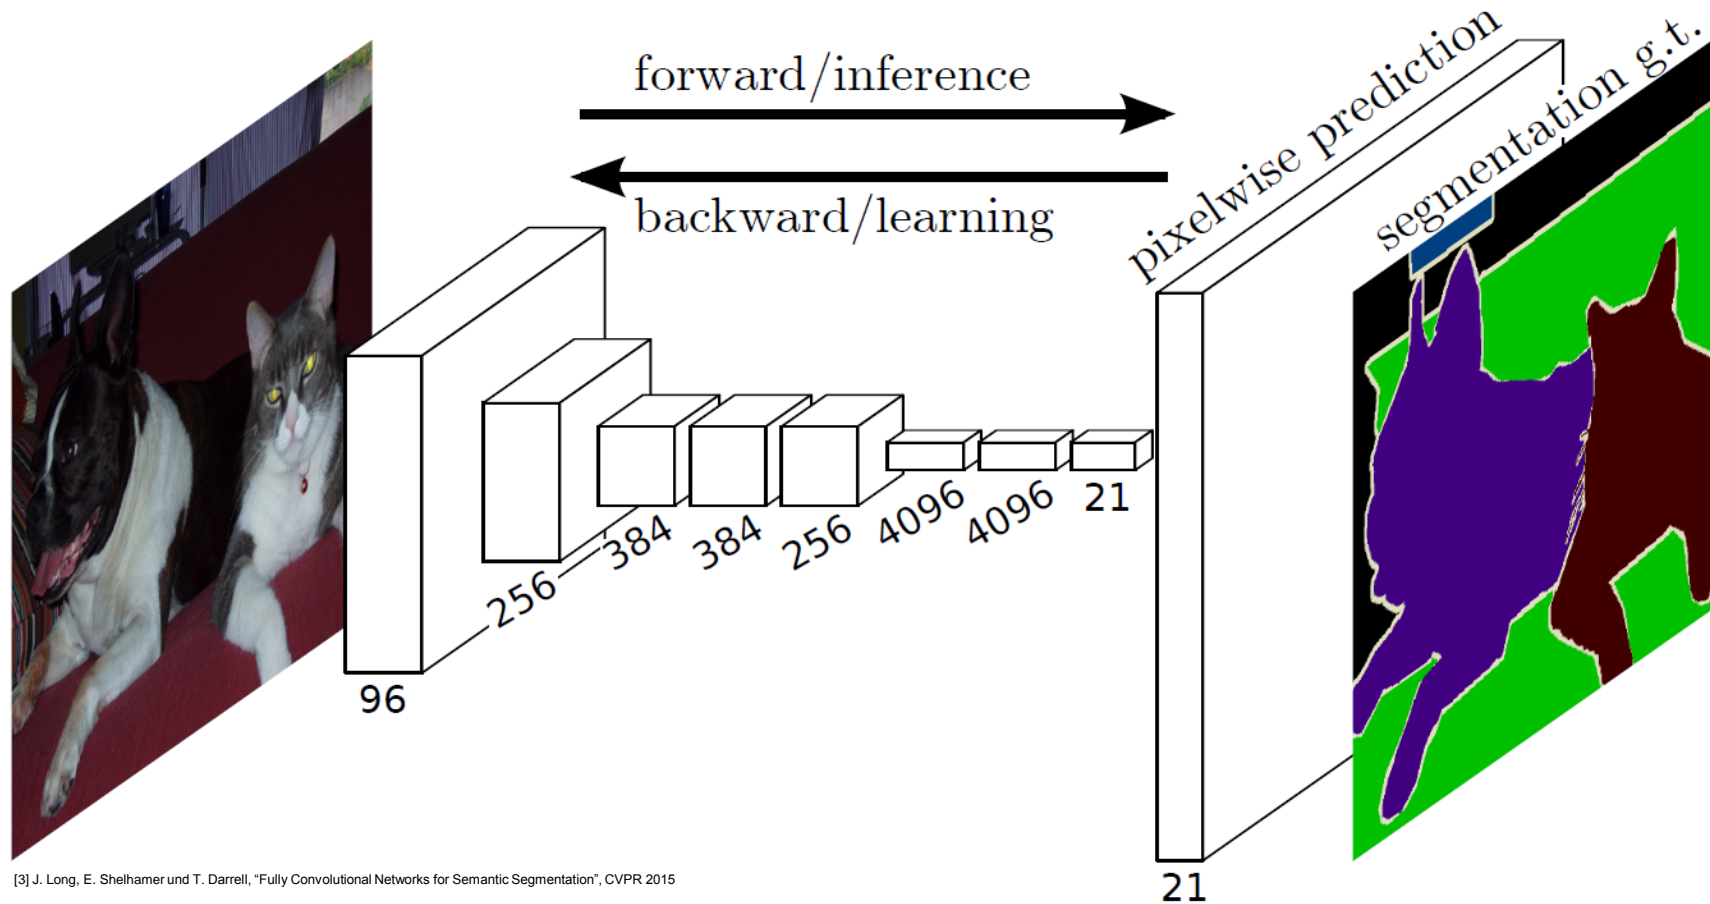 forward/inference
backward/learning
pixelwise prediction
segmentation g.t.
96
256
384
384
256
4096
4096
21
21
[3] J. Long, E. Shelhamer und T. Darrell, “Fully Convolutional Networks for Semantic Segmentation”, CVPR 2015